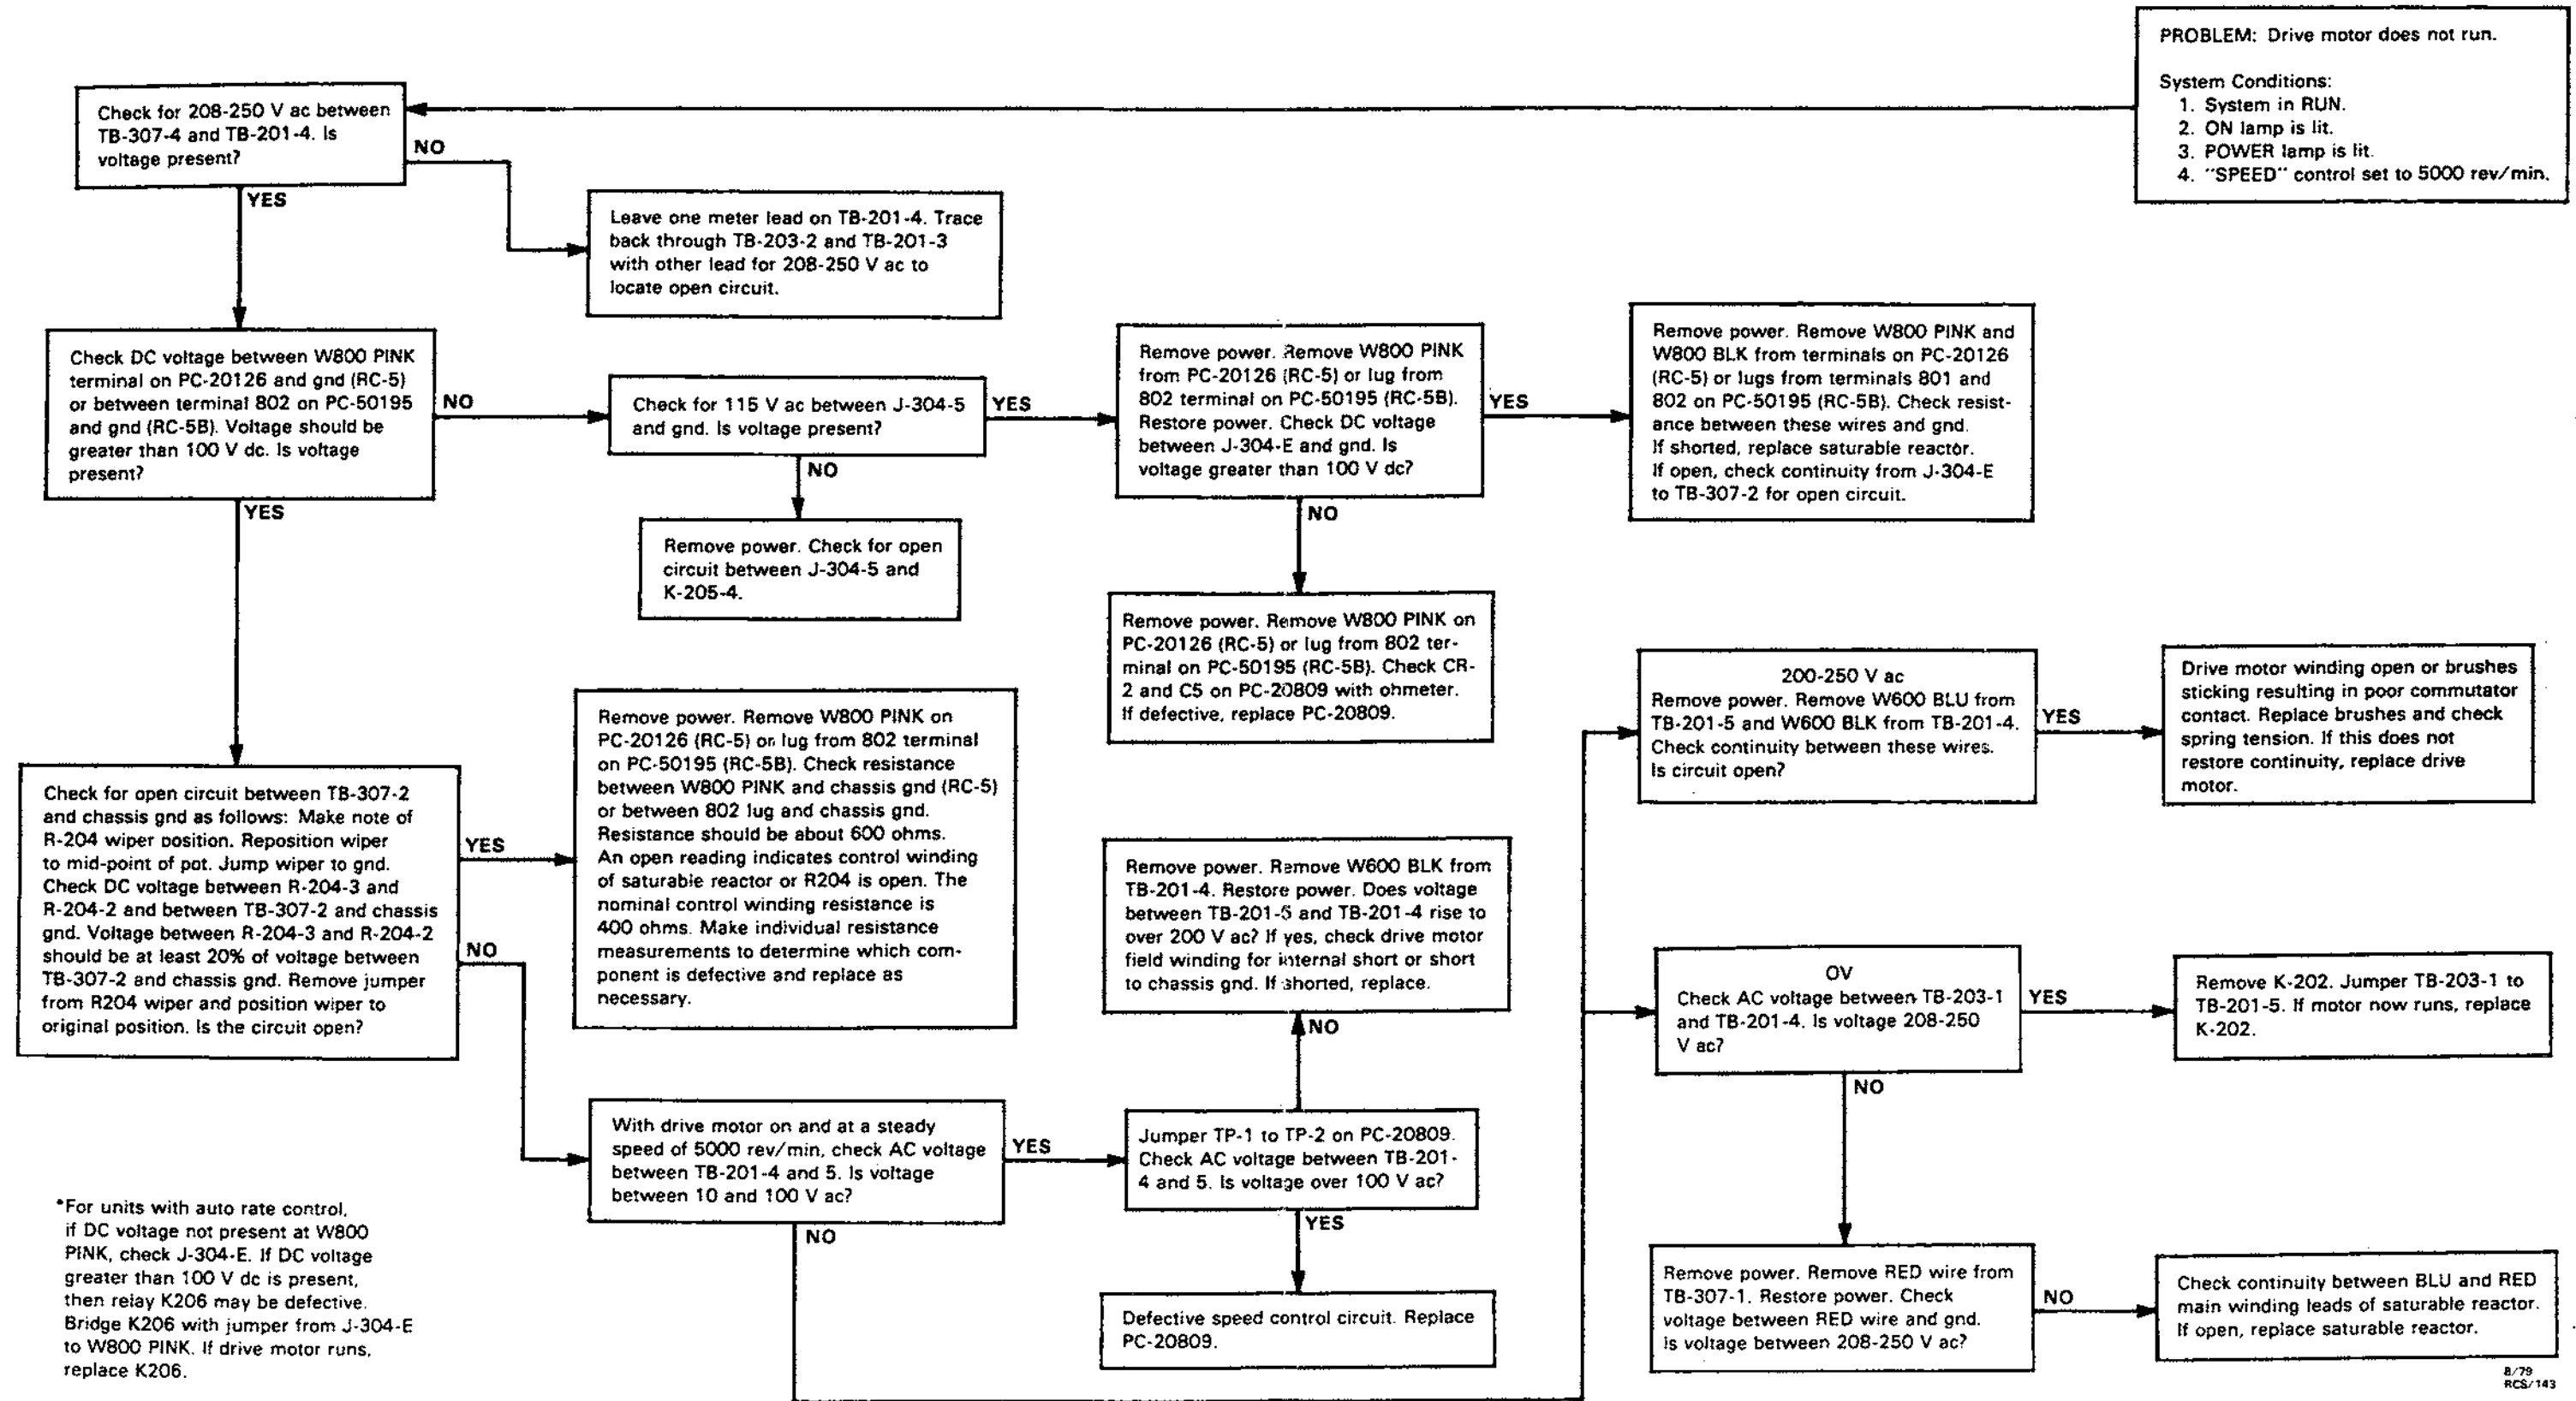 PROBLEM: Drive motor does not run.
System Conditions:
1. System in RUN.
2. ON lamp is lit.
3. POWER lamp is lit.
4. "SPEED" control set to 5000 rev/min.
Check for 208-250 V ac between
TB-307-4 and TB-201-4. Is
voltage present?
NO
YES
Leave one meter lead on TB-201-4. Trace
back through TB-203-2 and TB-201-3
with other lead for 208-250 V ac to
locate open circuit.
Check DC voltage between W800 PINK
terminal on PC-20126 and gnd (RC-5)
or between terminal 802 on PC-50195
and gnd (RC-5B). Voltage should be
greater than 100 V dc. Is voltage
present?
NO
YES
Check for 115 V ac between J-304-5
and gnd. Is voltage present?
YES
NO
Remove power. Check for open
circuit between J-304-5 and
K-205-4.
Remove power. Remove W800 PINK
from PC-20126 (RC-5) or lug from
802 terminal on PC-50195 (RC-5B).
Restore power. Check DC voltage
between J-304-E and gnd. Is
voltage greater than 100 V dc?
YES
NO
Remove power. Remove W800 PINK and
W800 BLK from terminals on PC-20126
(RC-5) or lugs from terminals 801 and
802 on PC-50195 (RC-5B). Check resist-
ance between these wires and gnd.
If shorted, replace saturable reactor.
If open, check continuity from J-304-E
to TB-307-2 for open circuit.
Remove power. Remove W800 PINK on
PC-20126 (RC-5) or lug from 802 ter-
minal on PC-50195 (RC-5B). Check CR-
2 and C5 on PC-20809 with ohmeter.
If defective, replace PC-20809.
Check for open circuit between TB-307-2
and chassis gnd as follows: Make note of
R-204 wiper position. Reposition wiper
to mid-point of pot. Jump wiper to gnd.
Check DC voltage between R-204-3 and
R-204-2 and between TB-307-2 and chassis
gnd. Voltage between R-204-3 and R-204-2
should be at least 20% of voltage between
TB-307-2 and chassis gnd. Remove jumper
from R204 wiper and position wiper to
original position. Is the circuit open?
YES
NO
Remove power. Remove W800 PINK on
PC-20126 (RC-5) or lug from 802 terminal
on PC-50195 (RC-5B). Check resistance
between W800 PINK and chassis gnd (RC-5)
or between 802 lug and chassis gnd.
Resistance should be about 600 ohms.
An open reading indicates control winding
of saturable reactor or R204 is open. The
nominal control winding resistance is
400 ohms. Make individual resistance
measurements to determine which com-
ponent is defective and replace as
necessary.
With drive motor on and at a steady
speed of 5000 rev/min, check AC voltage
between TB-201-4 and 5. Is voltage
between 10 and 100 V ac?
YES
NO
Remove power. Remove W600 BLK from
TB-201-4. Restore power. Does voltage
between TB-201-5 and TB-201-4 rise to
over 200 V ac? If yes, check drive motor
field winding for internal short or short
to chassis gnd. If shorted, replace.
NO
Jumper TP-1 to TP-2 on PC-20809.
Check AC voltage between TB-201-
4 and 5. Is voltage over 100 V ac?
YES
Defective speed control circuit. Replace
PC-20809.
200-250 V ac
Remove power. Remove W600 BLU from
TB-201-5 and W600 BLK from TB-201-4.
Check continuity between these wires.
Is circuit open?
YES
Drive motor winding open or brushes
sticking resulting in poor commutator
contact. Replace brushes and check
spring tension. If this does not
restore continuity, replace drive
motor.
OV
Check AC voltage between TB-203-1
and TB-201-4. Is voltage 208-250
V ac?
YES
NO
Remove K-202. Jumper TB-203-1 to
TB-201-5. If motor now runs, replace
K-202.
Remove power. Remove RED wire from
TB-307-1. Restore power. Check
voltage between RED wire and gnd.
Is voltage between 208-250 V ac?
NO
Check continuity between BLU and RED
main winding leads of saturable reactor.
If open, replace saturable reactor.
*For units with auto rate control,
if DC voltage not present at W800
PINK, check J-304-E. If DC voltage
greater than 100 V dc is present,
then relay K206 may be defective.
Bridge K206 with jumper from J-304-E
to W800 PINK. If drive motor runs,
replace K206.
8/79
RCS/143